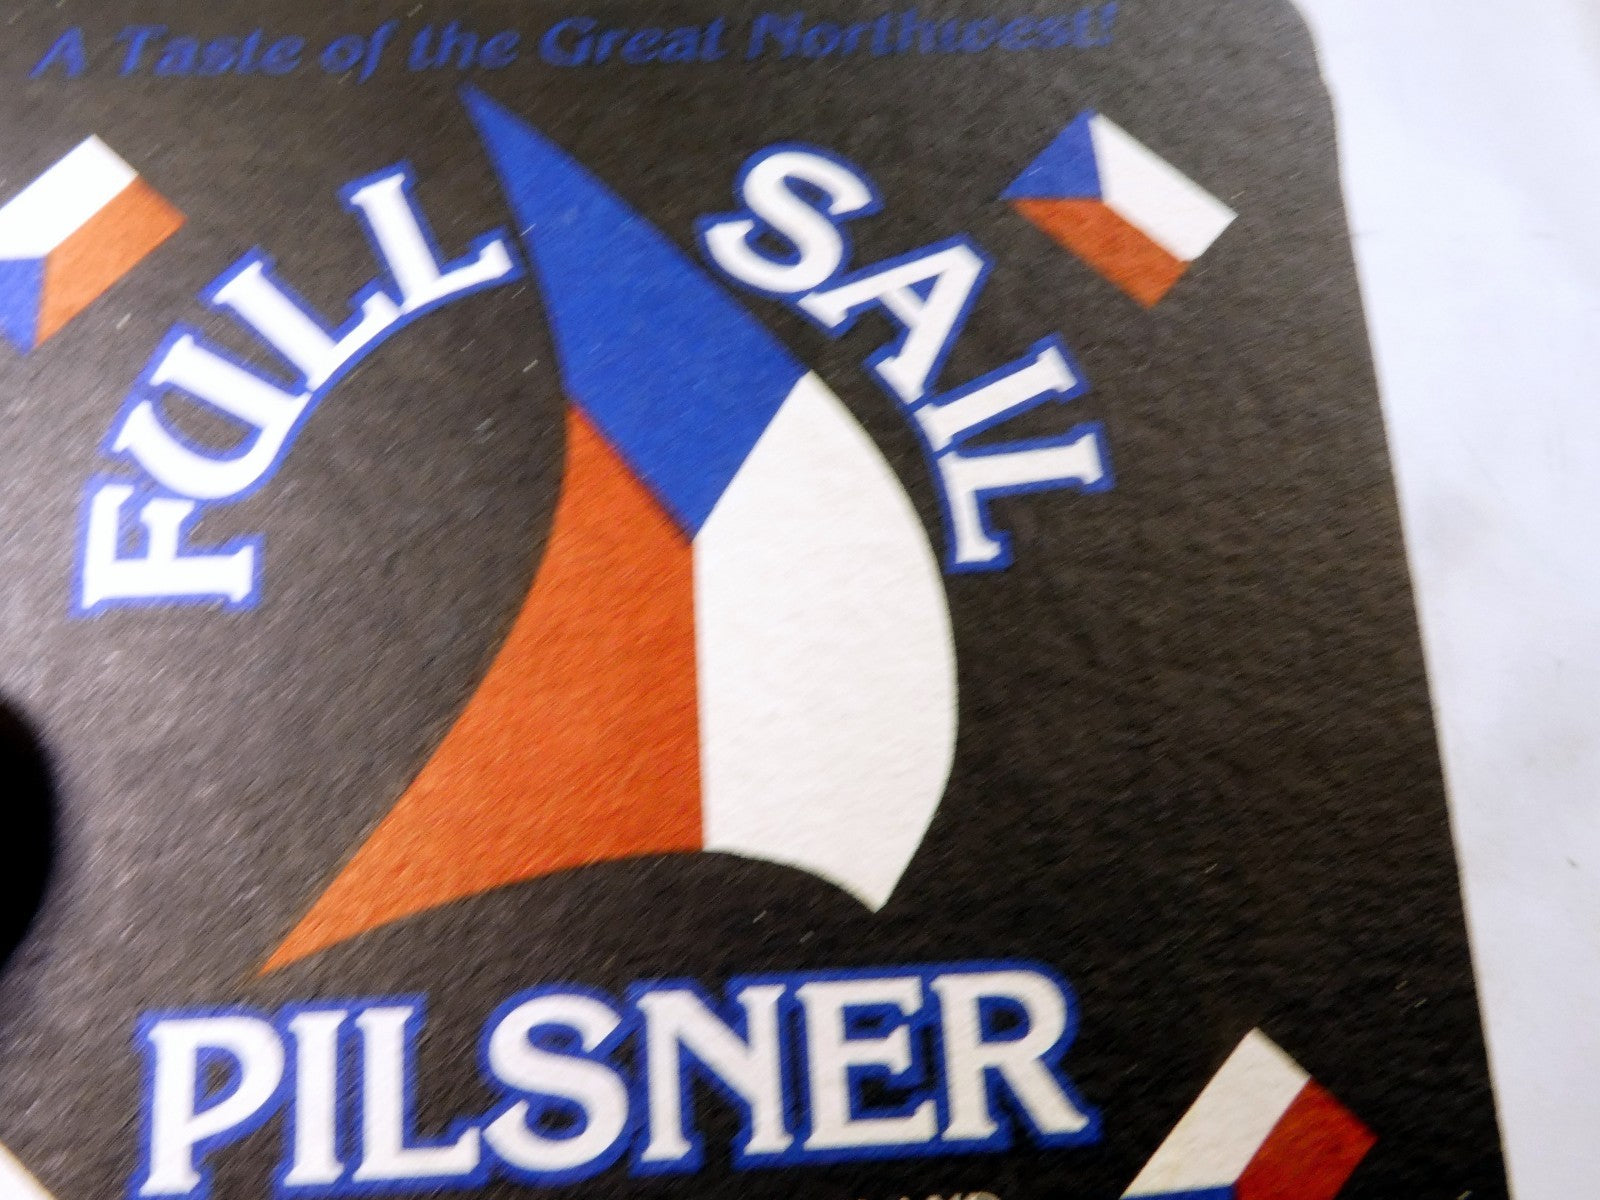 A Taste of the Great Northwest!
FULL SAIL
PILSNER